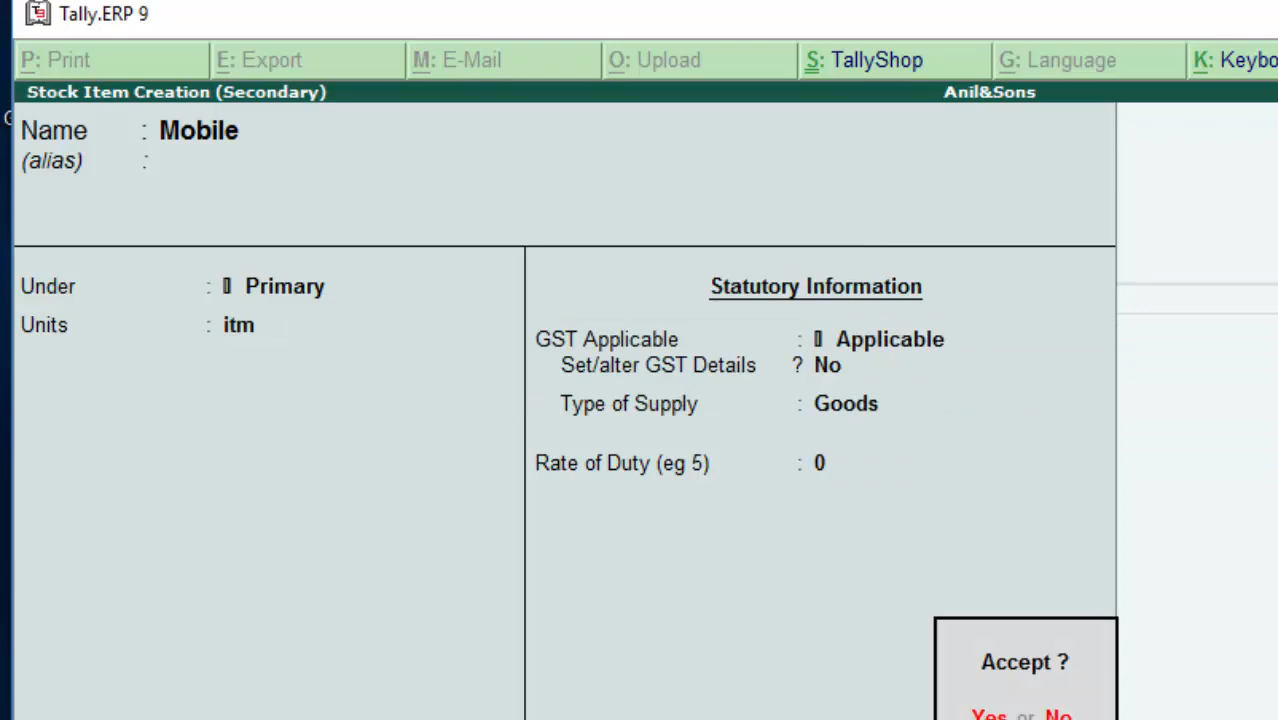 Tally.ERP 9
P: Print E: Export M: E-Mail O: Upload S: TallyShop G: Language K:
Stock Item Creation (Secondary) Anil&Sons
Name : Mobile
(alias) :
Under : Primary
Units : itm
Statutory Information
GST Applicable : Applicable
Set/alter GST Details ? No
Type of Supply : Goods
Rate of Duty (eg 5) : 0
Accept ?
Yes or No